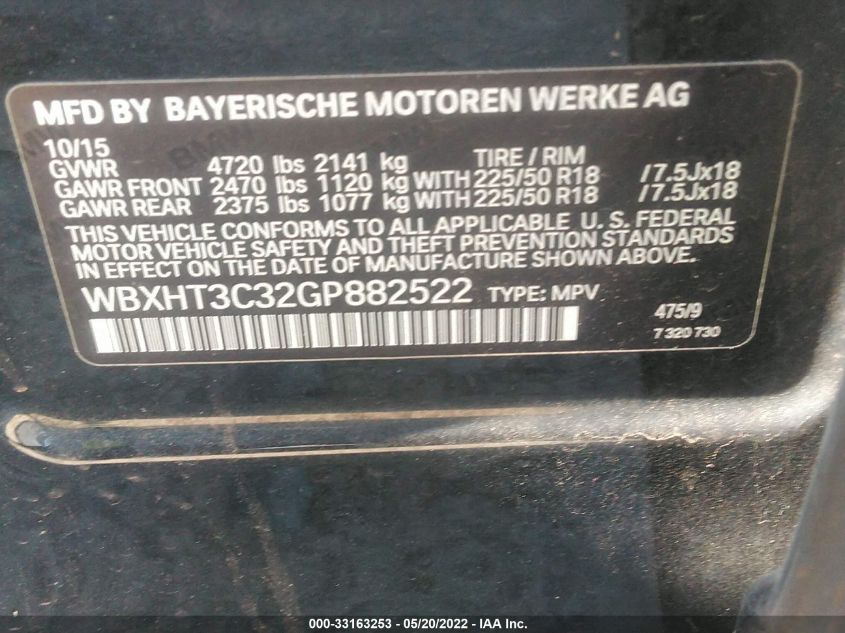 MFD BY BAYERISCHE MOTOREN WERKE AG
10/15
GVWR 4720 lbs 2141 kg TIRE / RIM
GAWR FRONT 2470 lbs 1120 kg WITH 225/50 R18 / 7.5Jx18
GAWR REAR 2375 lbs 1077 kg WITH 225/50 R18 / 7.5Jx18
THIS VEHICLE CONFORMS TO ALL APPLICABLE U. S. FEDERAL
MOTOR VEHICLE SAFETY AND THEFT PREVENTION STANDARDS
IN EFFECT ON THE DATE OF MANUFACTURE SHOWN ABOVE.
WBXHT3C32GP882522 TYPE: MPV 475/9
7 320 730
000-33163253 - 05/20/2022 - IAA Inc.